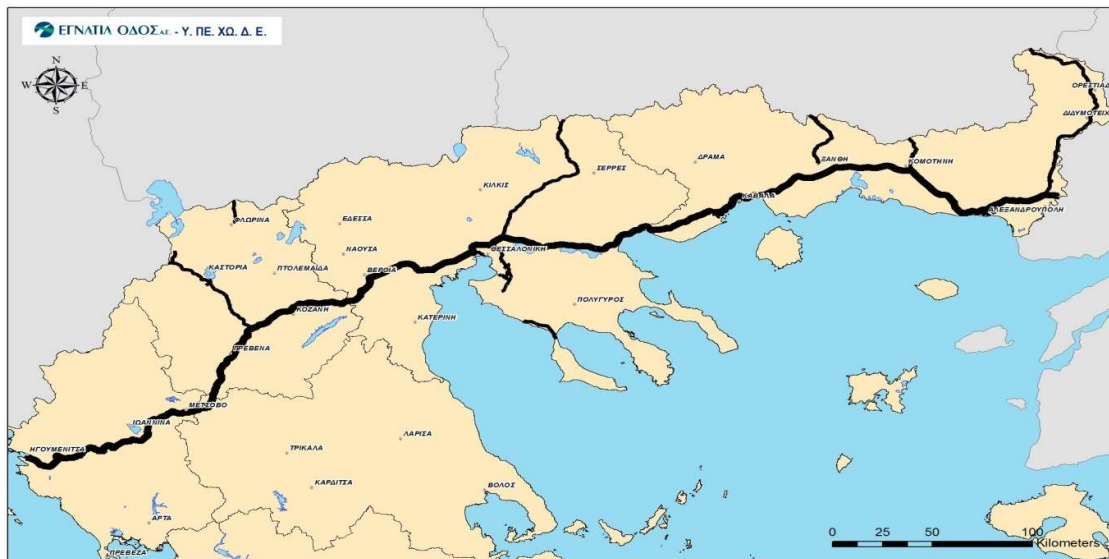 ΕΓΝΑΤΙΑ ΟΔΟΣ Α.Ε. - Υ. ΠΕ. ΧΩ. Δ. Ε.
N
W E
S
ΟΡΕΣΤΙΑΔ
ΔΙΔΥΜΟΤΕΙΧ
ΞΑΝΘΗ
ΚΟΜΟΤΗΝΗ
ΔΡΑΜΑ
ΣΕΡΡΕΣ
ΚΙΛΚΙΣ
ΚΑΒΑΛΑ
ΑΛΕΞΑΝΔΡΟΥΠΟΛΗ
ΦΛΩΡΙΝΑ
ΕΔΕΣΣΑ
ΝΑΟΥΣΑ
ΘΕΣΣΑΛΟΝΙΚΗ
ΚΑΣΤΟΡΙΑ
ΠΤΟΛΕΜΑΙΔΑ
ΒΕΡΟΙΑ
ΠΟΛΥΓΥΡΟΣ
ΚΟΖΑΝΗ
ΚΑΤΕΡΙΝΗ
ΓΡΕΒΕΝΑ
ΜΕΤΣΟΒΟ
ΙΩΑΝΝΙΝΑ
ΗΓΟΥΜΕΝΙΤΣΑ
ΛΑΡΙΣΑ
ΤΡΙΚΑΛΑ
ΚΑΡΔΙΤΣΑ
ΒΟΛΟΣ
ΑΡΤΑ
ΠΡΕΒΕΖΑ
0 25 50 100
Kilometers